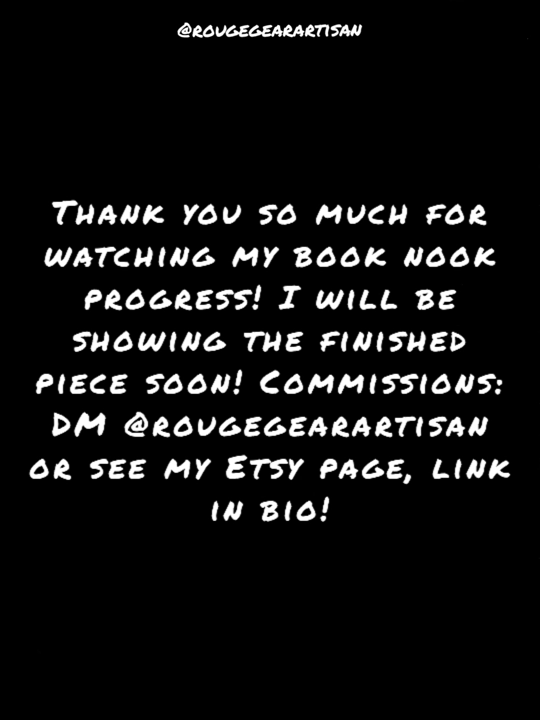 @rougegearartisan
Thank you so much for
watching my book nook
progress! I will be
showing the finished
piece soon! Commissions:
DM @rougegearartisan
or see my Etsy page, link
in bio!